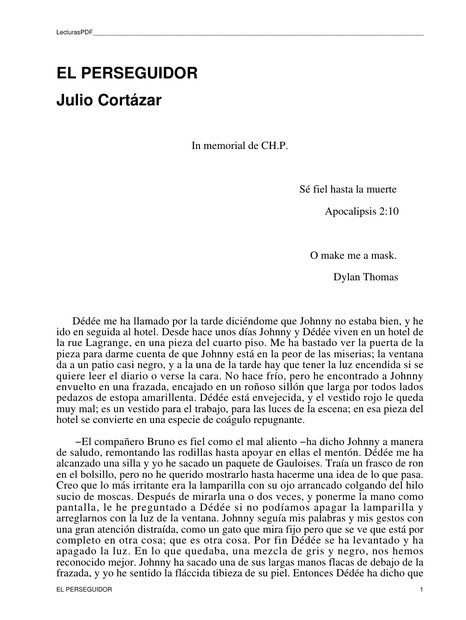 LecturasPDF
EL PERSEGUIDOR
Julio Cortázar
In memorial de CH.P.
Sé fiel hasta la muerte
Apocalipsis 2:10
O make me a mask.
Dylan Thomas
Dédée me ha llamado por la tarde diciéndome que Johnny no estaba bien, y he
ido en seguida al hotel. Desde hace unos días Johnny y Dédée viven en un hotel de
la rue Lagrange, en una pieza del cuarto piso. Me ha bastado ver la puerta de la
pieza para darme cuenta de que Johnny está en la peor de las miserias; la ventana
da a un patio casi negro, y a la una de la tarde hay que tener la luz encendida si se
quiere leer el diario o verse la cara. No hace frío, pero he encontrado a Johnny
envuelto en una frazada, encajado en un roñoso sillón que larga por todos lados
pedazos de estopa amarillenta. Dédée está envejecida, y el vestido rojo le queda
muy mal; es un vestido para el trabajo, para las luces de la escena; en esa pieza del
hotel se convierte en una especie de coágulo repugnante.
−El compañero Bruno es fiel como el mal aliento −ha dicho Johnny a manera
de saludo, remontando las rodillas hasta apoyar en ellas el mentón. Dédée me ha
alcanzado una silla y yo he sacado un paquete de Gauloises. Traía un frasco de ron
en el bolsillo, pero no he querido mostrarlo hasta hacerme una idea de lo que pasa.
Creo que lo más irritante era la lamparilla con su ojo arrancado colgando del hilo
sucio de moscas. Después de mirarla una o dos veces, y ponerme la mano como
pantalla, le he preguntado a Dédée si no podíamos apagar la lamparilla y
arreglarnos con la luz de la ventana. Johnny seguía mis palabras y mis gestos con
una gran atención distraída, como un gato que mira fijo pero que se ve que está por
completo en otra cosa; que es otra cosa. Por fin Dédée se ha levantado y ha
apagado la luz. En lo que quedaba, una mezcla de gris y negro, nos hemos
reconocido mejor. Johnny ha sacado una de sus largas manos flacas de debajo de la
frazada, y yo he sentido la fláccida tibieza de su piel. Entonces Dédée ha dicho que
EL PERSEGUIDOR 1